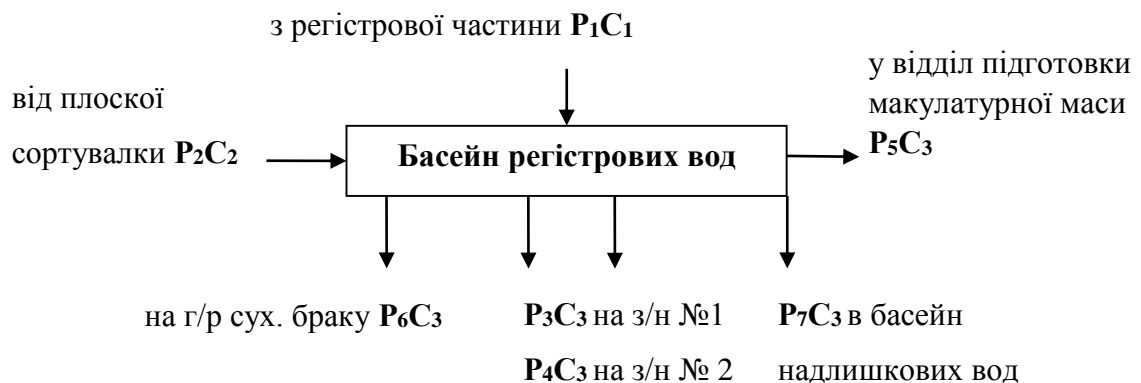 з регістрової частини P₁C₁
у відділ підготовки
макулатурної маси
P₅C₃
від плоскої
сортувалки P₂C₂
Басейн регістрових вод
на г/р сух. браку P₆C₃
P₃C₃ на з/н №1
P₄C₃ на з/н № 2
P₇C₃ в басейн
надлишкових вод